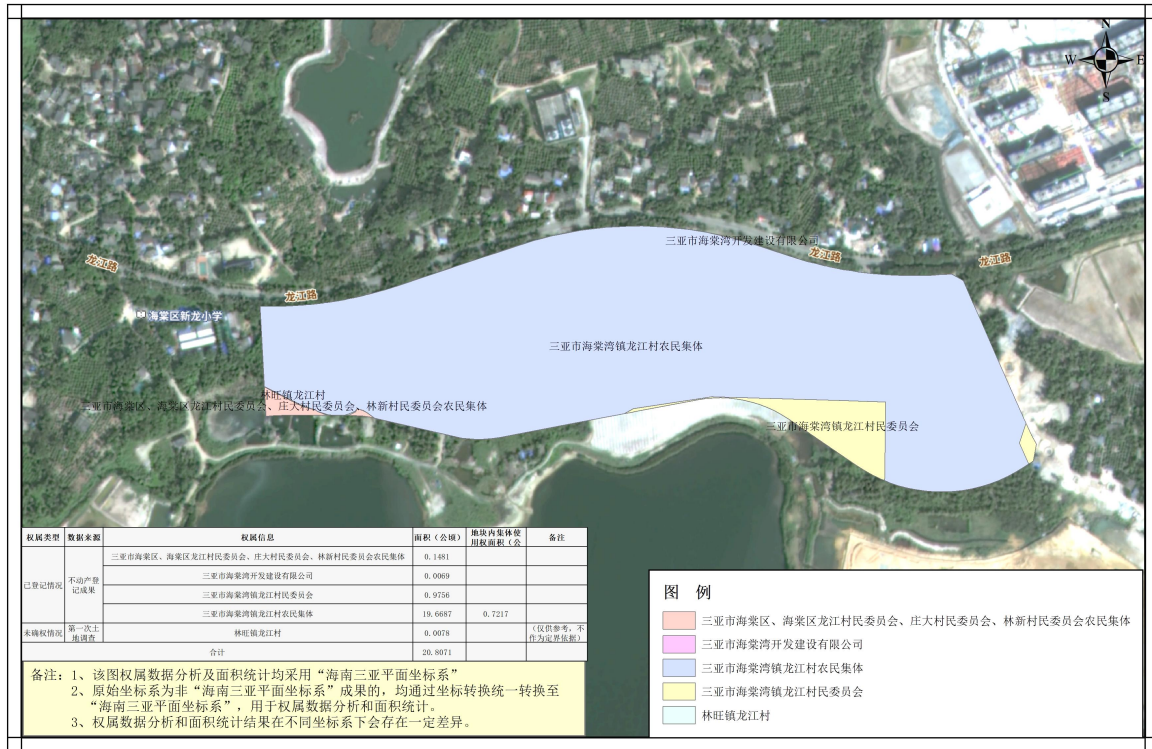 N
W
E
S
三亚市海棠湾开发建设有限公司
龙江路
龙江路
龙江路
龙江路
海棠区新龙小学
三亚市海棠湾镇龙江村农民集体
林旺镇龙江村
三亚市海棠区、海棠区龙江村民委员会、庄大村民委员会、林新村民委员会农民集体
三亚市海棠湾镇龙江村民委员会
权属类型 数据来源 权属信息 面积（公顷） 地块内集体使用权面积（公 备注
已登记情况 不动产登记成果 三亚市海棠区、海棠区龙江村民委员会、庄大村民委员会、林新村民委员会农民集体 0.1481
三亚市海棠湾开发建设有限公司 0.0069
三亚市海棠湾镇龙江村民委员会 0.9756
三亚市海棠湾镇龙江村农民集体 19.6687 0.7217
未确权情况 第一次土地调查 林旺镇龙江村 0.0078 （仅供参考，不作为定界依据）
合计 20.8071
备注：1、该图权属数据分析及面积统计均采用“海南三亚平面坐标系”
2、原始坐标系为非“海南三亚平面坐标系”成果的，均通过坐标转换统一转换至
“海南三亚平面坐标系”，用于权属数据分析和面积统计。
3、权属数据分析和面积统计结果在不同坐标系下会存在一定差异。
图 例
三亚市海棠区、海棠区龙江村民委员会、庄大村民委员会、林新村民委员会农民集体
三亚市海棠湾开发建设有限公司
三亚市海棠湾镇龙江村农民集体
三亚市海棠湾镇龙江村民委员会
林旺镇龙江村